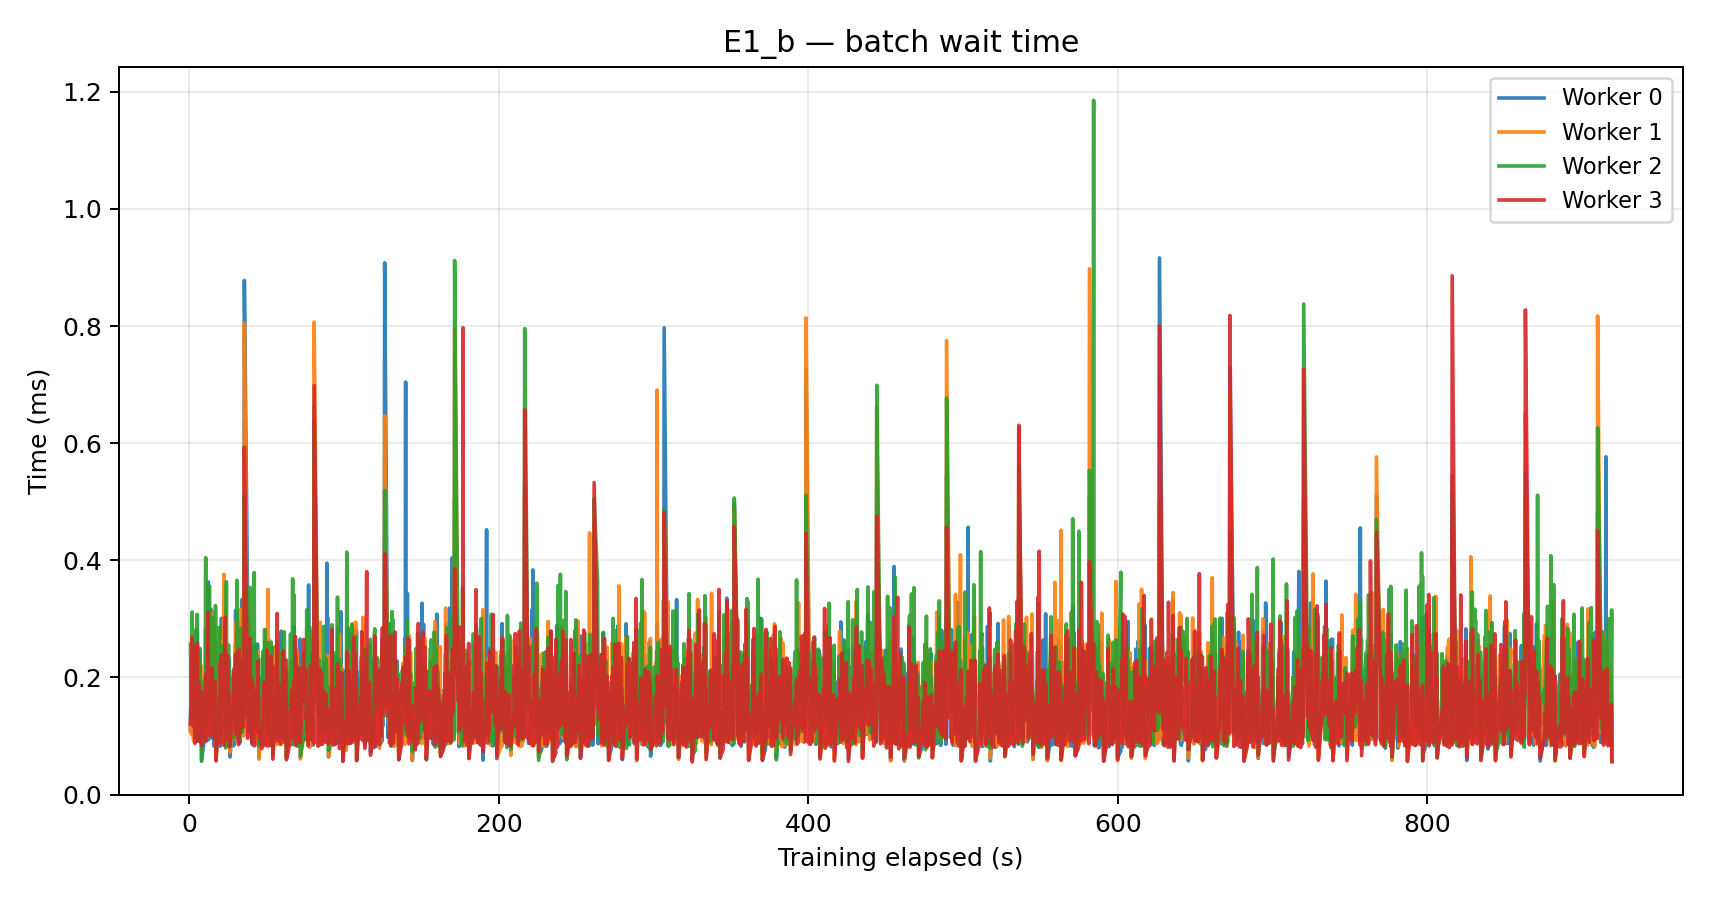 E1_b — batch wait time
Time (ms)
1.2
1.0
0.8
0.6
0.4
0.2
0.0
Worker 0
Worker 1
Worker 2
Worker 3
0 200 400 600 800
Training elapsed (s)